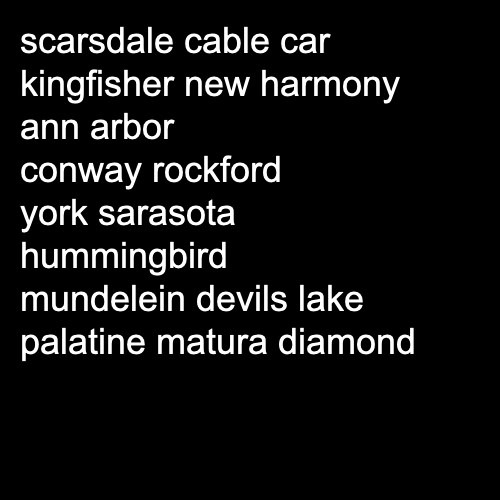 scarsdale cable car
kingfisher new harmony
ann arbor
conway rockford
york sarasota
hummingbird
mundelein devils lake
palatine matura diamond